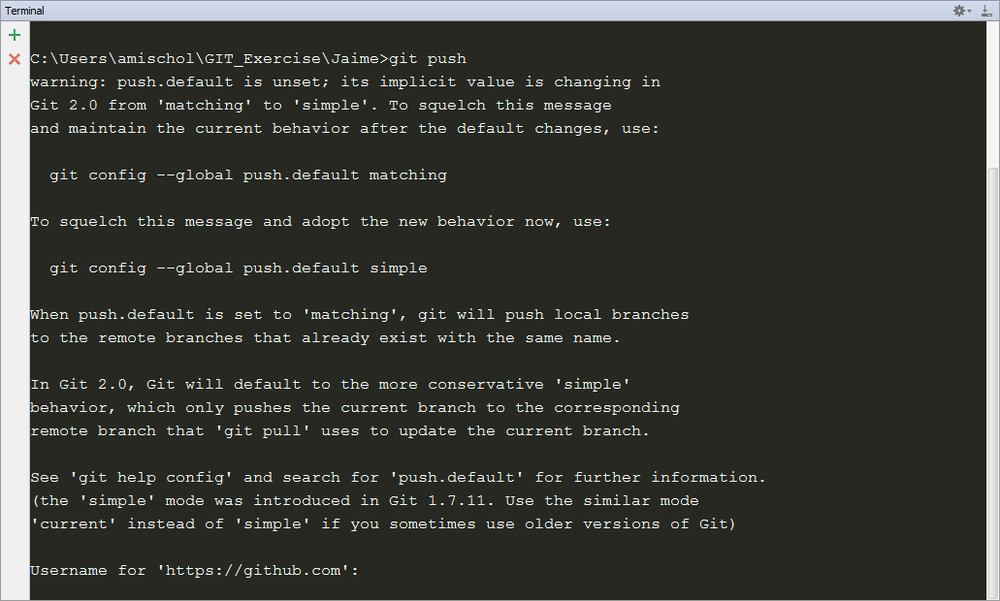 Terminal
C:\Users\amischol\GIT_Exercise\Jaime>git push
warning: push.default is unset; its implicit value is changing in
Git 2.0 from 'matching' to 'simple'. To squelch this message
and maintain the current behavior after the default changes, use:
git config --global push.default matching
To squelch this message and adopt the new behavior now, use:
git config --global push.default simple
When push.default is set to 'matching', git will push local branches
to the remote branches that already exist with the same name.
In Git 2.0, Git will default to the more conservative 'simple'
behavior, which only pushes the current branch to the corresponding
remote branch that 'git pull' uses to update the current branch.
See 'git help config' and search for 'push.default' for further information.
(the 'simple' mode was introduced in Git 1.7.11. Use the similar mode
'current' instead of 'simple' if you sometimes use older versions of Git)
Username for 'https://github.com':